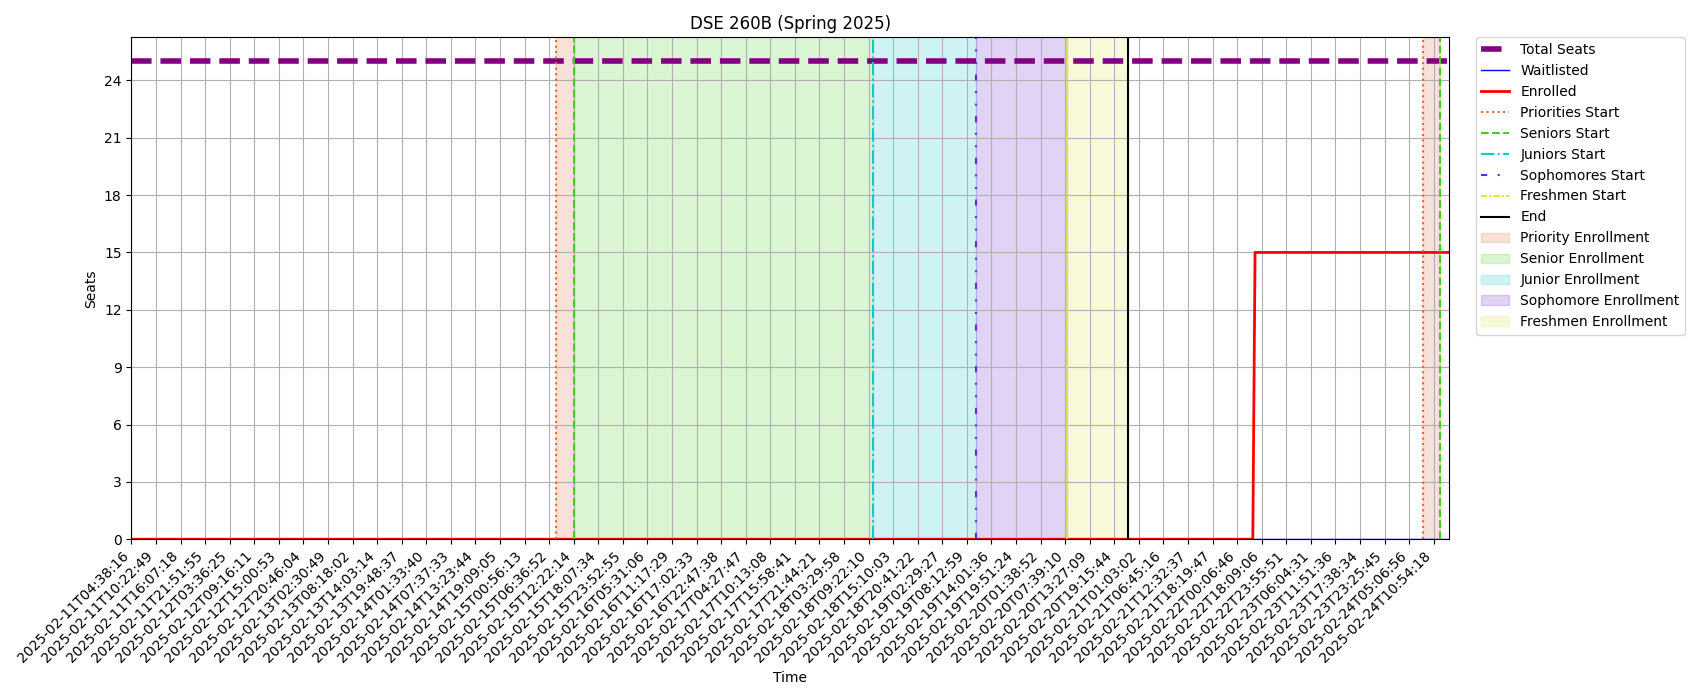 DSE 260B (Spring 2025)
Total Seats
Waitlisted
Enrolled
Priorities Start
Seniors Start
Juniors Start
Sophomores Start
Freshmen Start
End
Priority Enrollment
Senior Enrollment
Junior Enrollment
Sophomore Enrollment
Freshmen Enrollment
Seats
24
21
18
15
12
9
6
3
0
2025-02-11T04:38:16
2025-02-11T10:22:49
2025-02-11T16:07:18
2025-02-11T21:51:55
2025-02-12T03:36:25
2025-02-12T09:16:11
2025-02-12T15:00:53
2025-02-12T20:46:04
2025-02-13T02:30:49
2025-02-13T08:18:02
2025-02-13T14:03:14
2025-02-13T19:48:37
2025-02-14T01:33:40
2025-02-14T07:37:33
2025-02-14T13:23:44
2025-02-14T19:09:05
2025-02-15T00:56:13
2025-02-15T06:36:52
2025-02-15T12:22:14
2025-02-15T18:07:34
2025-02-15T23:52:55
2025-02-16T05:31:06
2025-02-16T11:17:29
2025-02-16T17:02:33
2025-02-16T22:47:38
2025-02-17T04:27:47
2025-02-17T10:13:08
2025-02-17T15:58:41
2025-02-17T21:44:21
2025-02-18T03:29:58
2025-02-18T09:22:10
2025-02-18T15:10:03
2025-02-18T20:41:22
2025-02-19T02:29:27
2025-02-19T08:12:59
2025-02-19T14:01:36
2025-02-19T19:51:24
2025-02-20T01:38:52
2025-02-20T07:39:10
2025-02-20T13:27:09
2025-02-20T19:15:44
2025-02-21T01:03:02
2025-02-21T06:45:16
2025-02-21T12:32:37
2025-02-21T18:19:47
2025-02-22T00:06:46
2025-02-22T18:09:06
2025-02-22T23:55:51
2025-02-23T06:04:31
2025-02-23T11:51:36
2025-02-23T17:38:34
2025-02-23T23:25:45
2025-02-24T05:06:56
2025-02-24T10:54:18
Time